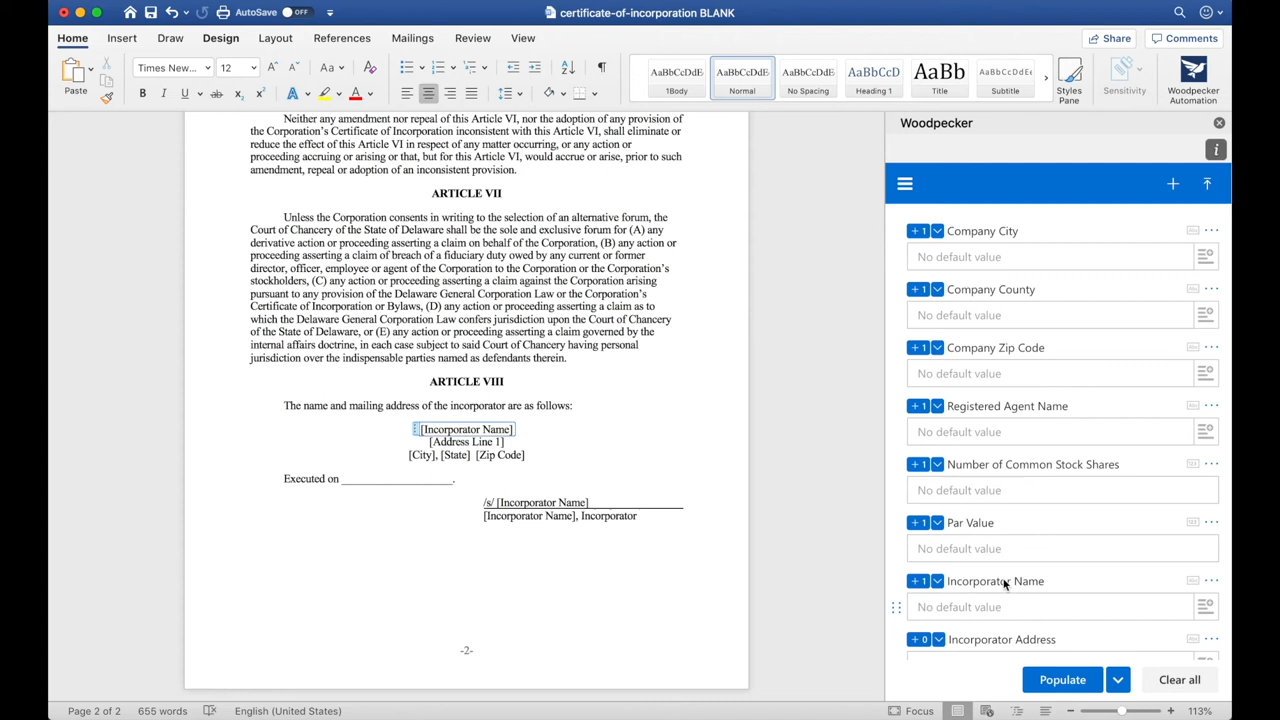 AutoSave OFF
certificate-of-incorporation BLANK
Home Insert Draw Design Layout References Mailings Review View
Share Comments
Paste
Times New... 12 Aa
B I U ab x₂ x² A A
AaBbCcDdE 1Body
AaBbCcDdE Normal
AaBbCcDdE No Spacing
AaBbCcD Heading 1
AaBb Title
AaBbCcDdE Subtitle
Styles Pane
Sensitivity
Woodpecker Automation
Neither any amendment nor repeal of this Article VI, nor the adoption of any provision of
the Corporation's Certificate of Incorporation inconsistent with this Article VI, shall eliminate or
reduce the effect of this Article VI in respect of any matter occurring, or any action or
proceeding accruing or arising or that, but for this Article VI, would accrue or arise, prior to such
amendment, repeal or adoption of an inconsistent provision.
ARTICLE VII
Unless the Corporation consents in writing to the selection of an alternative forum, the
Court of Chancery of the State of Delaware shall be the sole and exclusive forum for (A) any
derivative action or proceeding asserting a claim on behalf of the Corporation, (B) any action or
proceeding asserting a claim of breach of a fiduciary duty owed by any current or former
director, officer, employee or agent of the Corporation to the Corporation or the Corporation's
stockholders, (C) any action or proceeding asserting a claim against the Corporation arising
pursuant to any provision of the Delaware General Corporation Law or the Corporation's
Certificate of Incorporation or Bylaws, (D) any action or proceeding asserting a claim as to
which the Delaware General Corporation Law confers jurisdiction upon the Court of Chancery
of the State of Delaware, or (E) any action or proceeding asserting a claim governed by the
internal affairs doctrine, in each case subject to said Court of Chancery having personal
jurisdiction over the indispensable parties named as defendants therein.
ARTICLE VIII
The name and mailing address of the incorporator are as follows:
[Incorporator Name]
[Address Line 1]
[City], [State] [Zip Code]
Executed on ____________________.
/s/ [Incorporator Name]
[Incorporator Name], Incorporator
-2-
Woodpecker
i
+ 1 Company City Abc ...
No default value
+ 1 Company County Abc ...
No default value
+ 1 Company Zip Code Abc ...
No default value
+ 1 Registered Agent Name Abc ...
No default value
+ 1 Number of Common Stock Shares 123 ...
No default value
+ 1 Par Value 123 ...
No default value
+ 1 Incorporator Name Abc ...
No default value
+ 0 Incorporator Address Abc ...
Populate Clear all
Page 2 of 2 655 words English (United States) Focus 113%